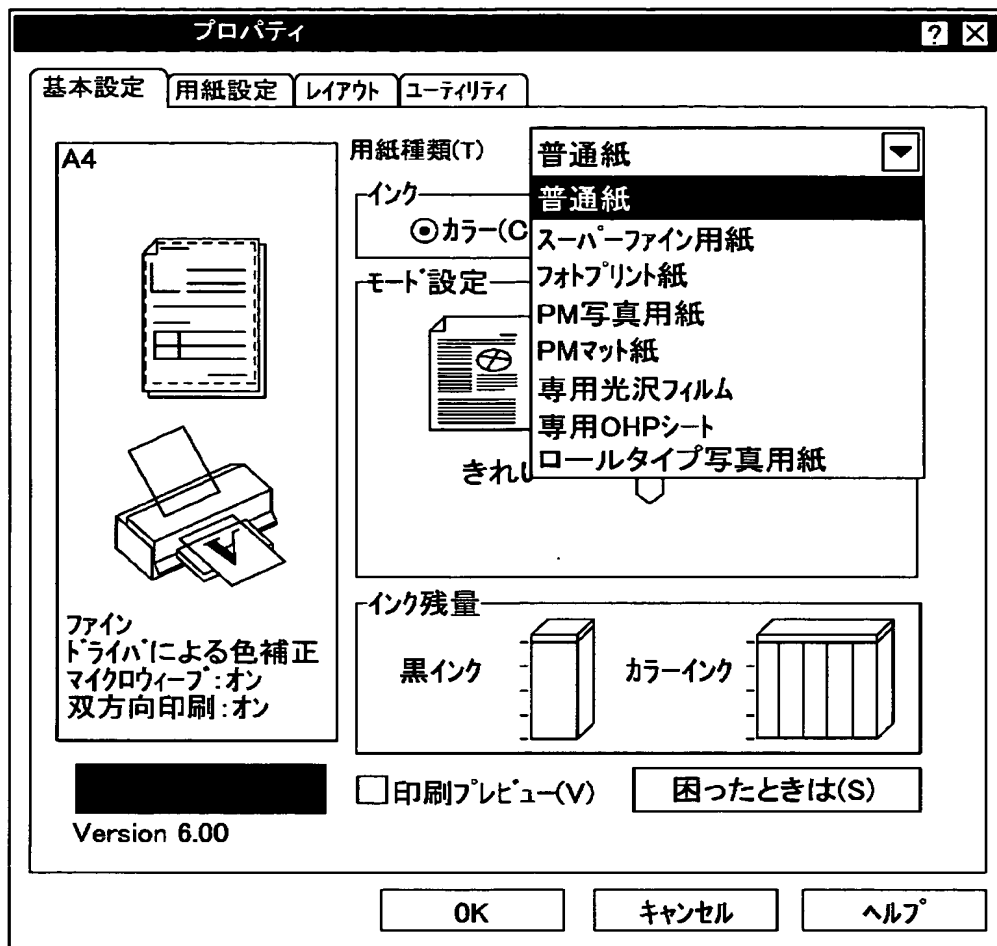 プロパティ
基本設定 用紙設定 レイアウト ユーティリティ
A4
用紙種類(T) 普通紙
普通紙
スーパーファイン用紙
フォトプリント紙
PM写真用紙
PMマット紙
専用光沢フィルム
専用OHPシート
ロールタイプ写真用紙
インク
カラー(C
モード設定
きれい
ファイン
ドライバによる色補正
マイクロウィーブ:オン
双方向印刷:オン
インク残量
黒インク カラーインク
印刷プレビュー(V) 困ったときは(S)
Version 6.00
OK キャンセル ヘルプ